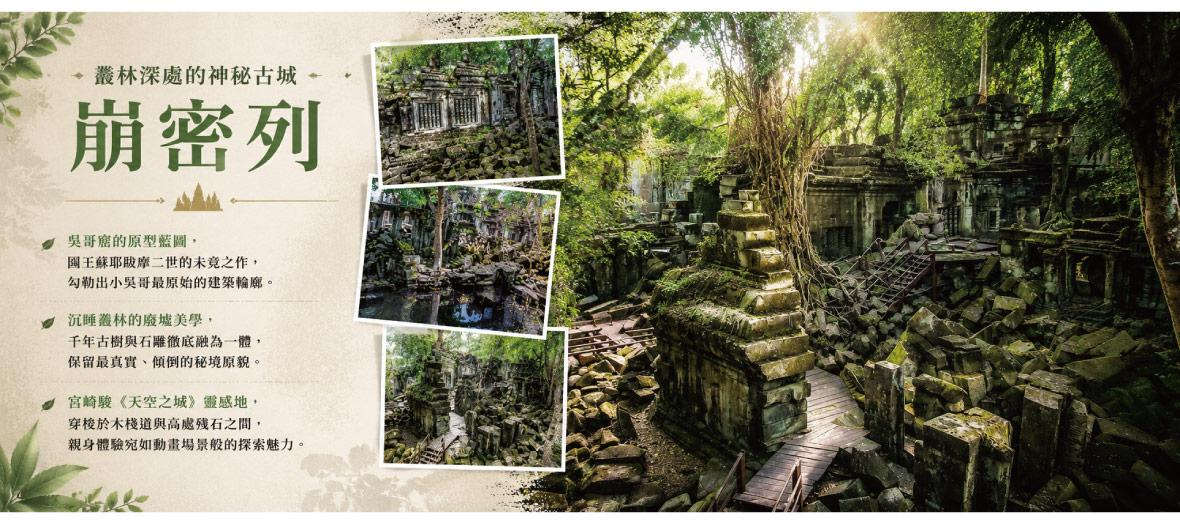 叢林深處的神秘古城
崩密列
吳哥窟的原型藍圖，
國王蘇耶跋摩二世的未竟之作，
勾勒出小吳哥最原始的建築輪廓。
沉睡叢林的廢墟美學，
千年古樹與石雕徹底融為一體，
保留最真實、傾倒的秘境原貌。
宮崎駿《天空之城》靈感地，
穿梭於木棧道與高處殘石之間，
親身體驗宛如動畫場景般的探索魅力。